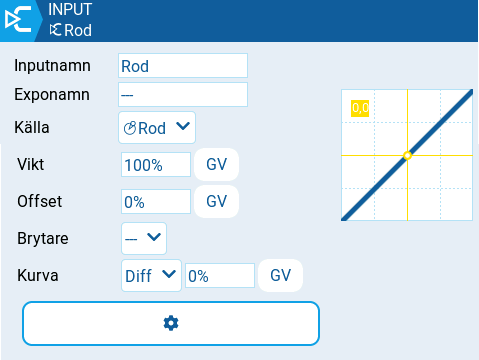 INPUT
Rod
Inputnamn Rod
Exponamn ---
Källa Rod
Vikt 100% GV
Offset 0% GV
Brytare ---
Kurva Diff 0% GV
0,0